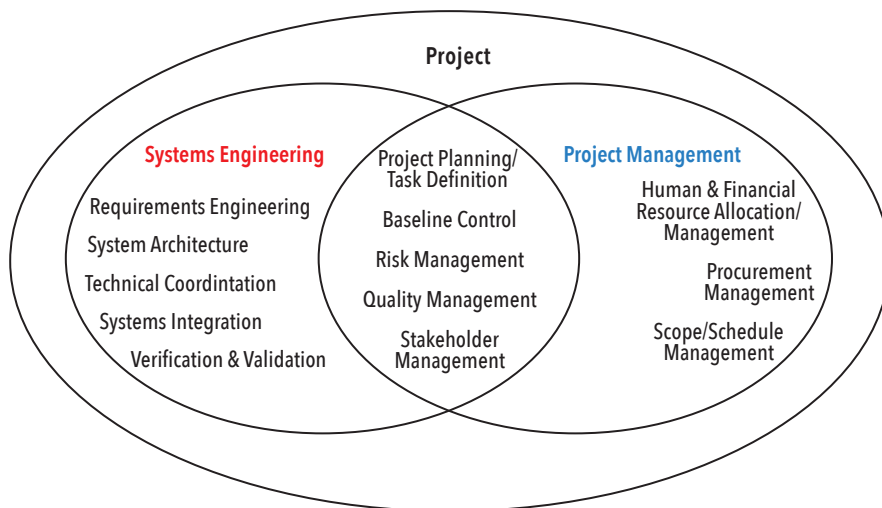 Project
Systems Engineering
Requirements Engineering
System Architecture
Technical Coordintation
Systems Integration
Verification & Validation
Project Planning/
Task Definition
Baseline Control
Risk Management
Quality Management
Stakeholder
Management
Project Management
Human & Financial
Resource Allocation/
Management
Procurement
Management
Scope/Schedule
Management